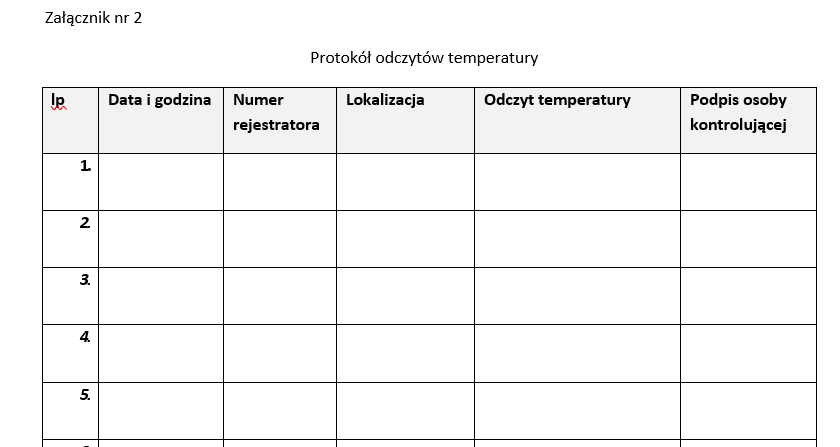 Załącznik nr 2
Protokół odczytów temperatury
lp Data i godzina Numer rejestratora Lokalizacja Odczyt temperatury Podpis osoby kontrolującej
1.
2.
3.
4.
5.